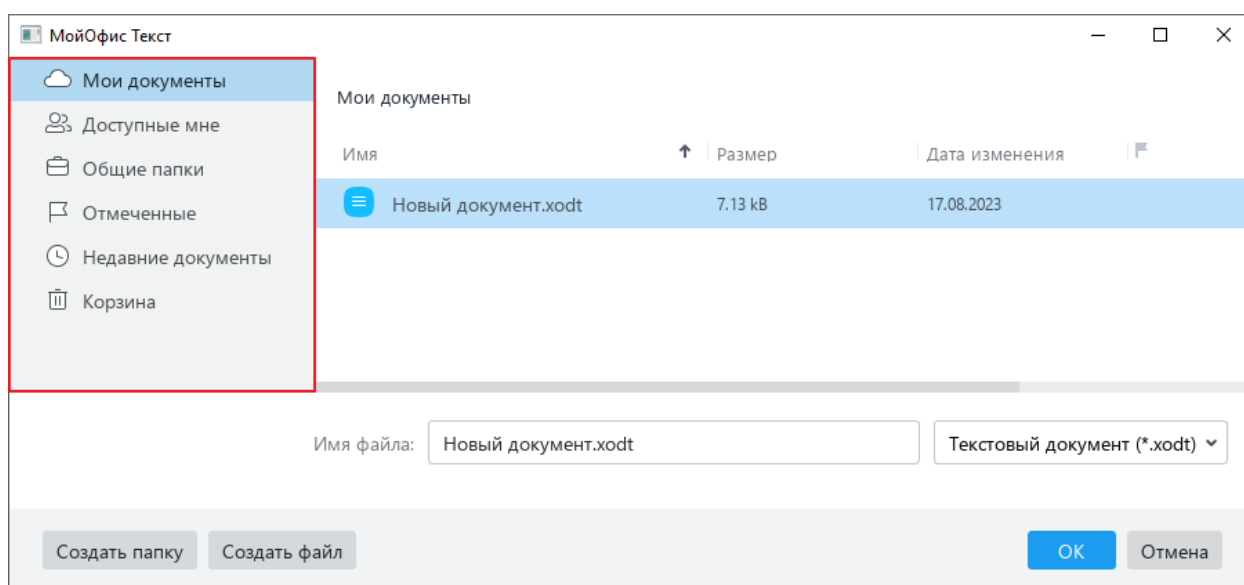 МойОфис Текст
Мои документы
Доступные мне
Общие папки
Отмеченные
Недавние документы
Корзина
Мои документы
Имя Размер Дата изменения
Новый документ.xodt 7.13 kB 17.08.2023
Имя файла: Новый документ.xodt Текстовый документ (*.xodt)
Создать папку Создать файл ОК Отмена